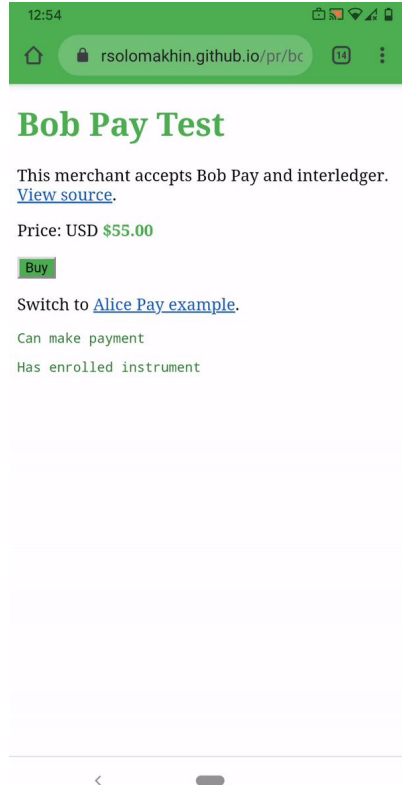 12:54
rsolomakhin.github.io/pr/bc
14
Bob Pay Test
This merchant accepts Bob Pay and interledger.
View source.
Price: USD $55.00
Buy
Switch to Alice Pay example.
Can make payment
Has enrolled instrument